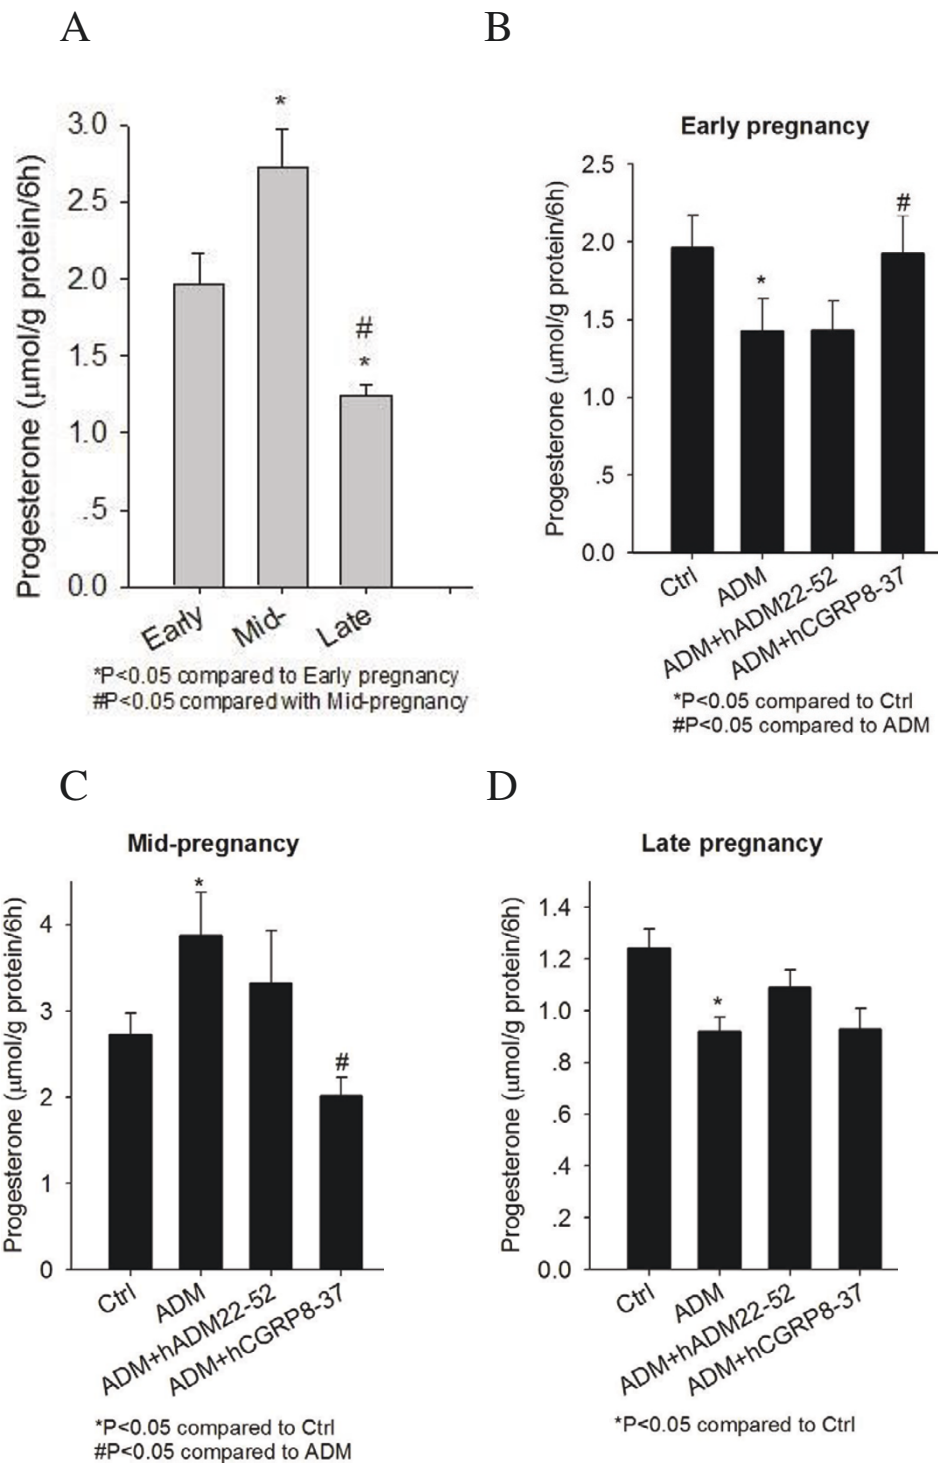 A
Progesterone (μmol/g protein/6h)
3.0
2.5
2.0
1.5
1.0
.5
0.0
*
#
*
Early
Mid-
Late
*P<0.05 compared to Early pregnancy
#P<0.05 compared with Mid-pregnancy
B
Early pregnancy
Progesterone (μmol/g protein/6h)
2.5
2.0
1.5
1.0
.5
0.0
*
#
Ctrl
ADM
ADM+hADM22-52
ADM+hCGRP8-37
*P<0.05 compared to Ctrl
#P<0.05 compared to ADM
C
Mid-pregnancy
Progesterone (μmol/g protein/6h)
4
3
2
1
0
*
#
Ctrl
ADM
ADM+hADM22-52
ADM+hCGRP8-37
*P<0.05 compared to Ctrl
#P<0.05 compared to ADM
D
Late pregnancy
Progesterone (μmol/g protein/6h)
1.4
1.2
1.0
.8
.6
.4
.2
0.0
*
Ctrl
ADM
ADM+hADM22-52
ADM+hCGRP8-37
*P<0.05 compared to Ctrl